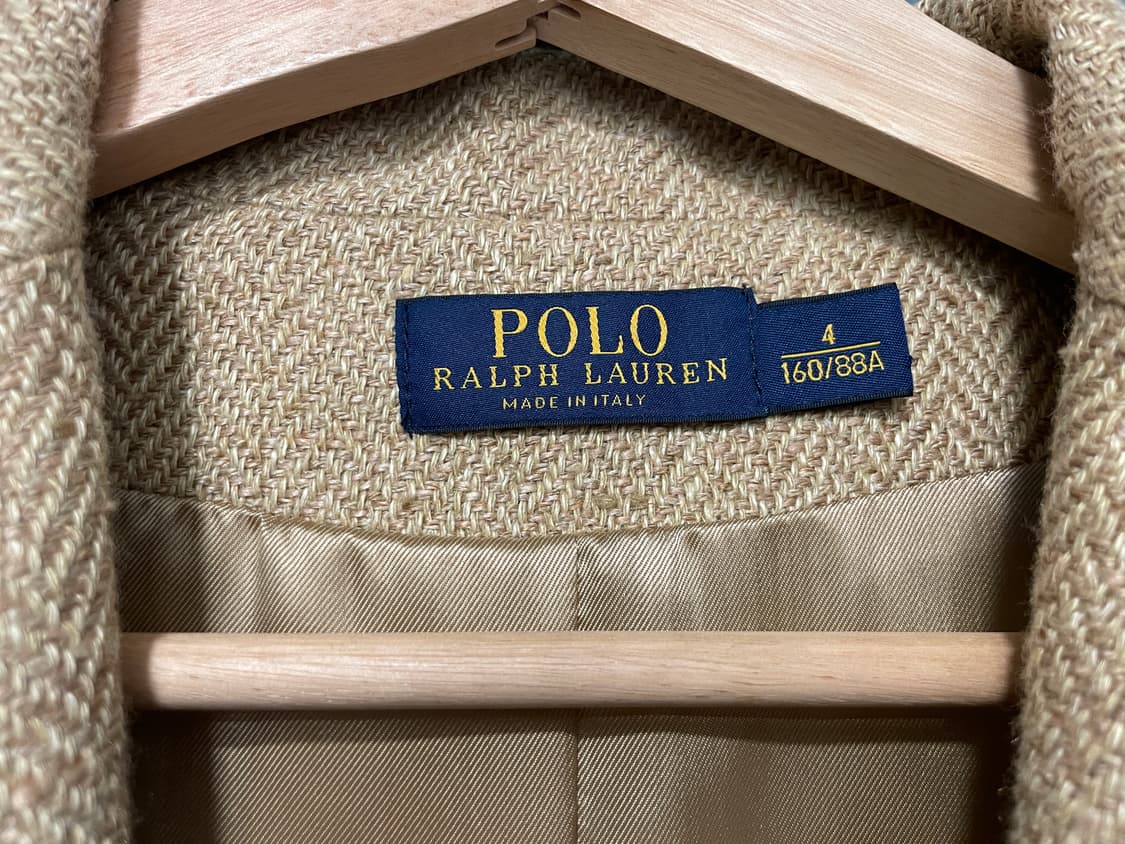 POLO
RALPH LAUREN
MADE IN ITALY
4
160/88A